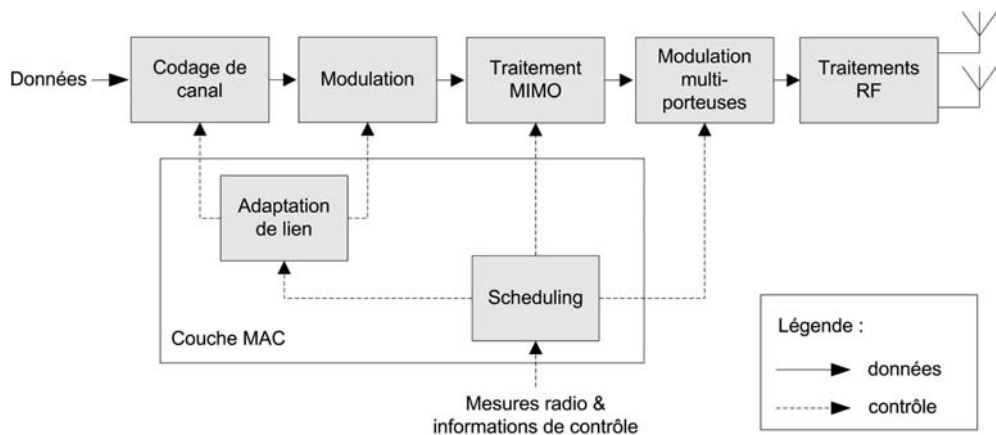 Données
Codage de
canal
Modulation
Traitement
MIMO
Modulation
multi-
porteuses
Traitements
RF
Adaptation
de lien
Scheduling
Couche MAC
Mesures radio &
informations de contrôle
Légende :
données
contrôle